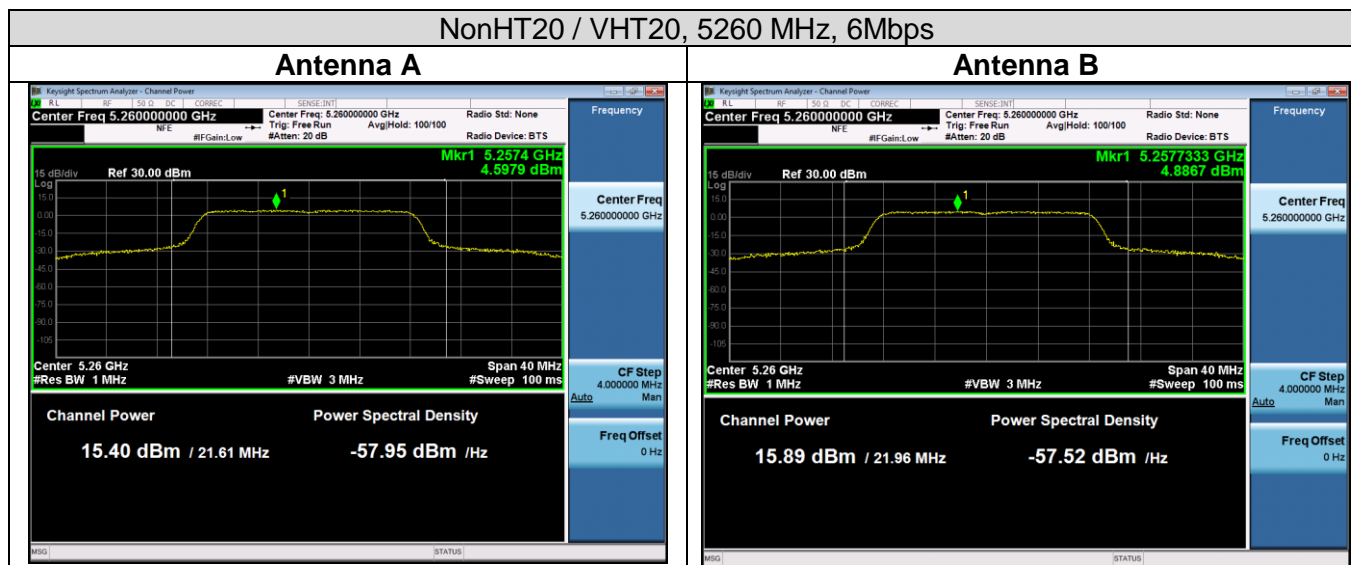 NonHT20 / VHT20, 5260 MHz, 6Mbps
Antenna A
Antenna B
Keysight Spectrum Analyzer - Channel Power
RL RF 50 Ω DC CORREC SENSE:INT
Center Freq 5.260000000 GHz
Center Freq: 5.260000000 GHz
Radio Std: None
NFE
Trig: Free Run Avg|Hold: 100/100
#IFGain:Low
#Atten: 20 dB
Radio Device: BTS
Mkr1 5.2574 GHz
4.5979 dBm
15 dB/div Ref 30.00 dBm
Log
15.0
0.00
-15.0
-30.0
-45.0
-60.0
-75.0
-90.0
-105
1
Center 5.26 GHz
Span 40 MHz
#Res BW 1 MHz
#VBW 3 MHz
#Sweep 100 ms
Channel Power
Power Spectral Density
15.40 dBm / 21.61 MHz
-57.95 dBm /Hz
MSG
STATUS
Frequency
Center Freq
5.260000000 GHz
CF Step
4.000000 MHz
Auto Man
Freq Offset
0 Hz
Keysight Spectrum Analyzer - Channel Power
RL RF 50 Ω DC CORREC SENSE:INT
Center Freq 5.260000000 GHz
Center Freq: 5.260000000 GHz
Radio Std: None
NFE
Trig: Free Run Avg|Hold: 100/100
#IFGain:Low
#Atten: 20 dB
Radio Device: BTS
Mkr1 5.2577333 GHz
4.8867 dBm
15 dB/div Ref 30.00 dBm
Log
15.0
0.00
-15.0
-30.0
-45.0
-60.0
-75.0
-90.0
-105
1
Center 5.26 GHz
Span 40 MHz
#Res BW 1 MHz
#VBW 3 MHz
#Sweep 100 ms
Channel Power
Power Spectral Density
15.89 dBm / 21.96 MHz
-57.52 dBm /Hz
MSG
STATUS
Frequency
Center Freq
5.260000000 GHz
CF Step
4.000000 MHz
Auto Man
Freq Offset
0 Hz